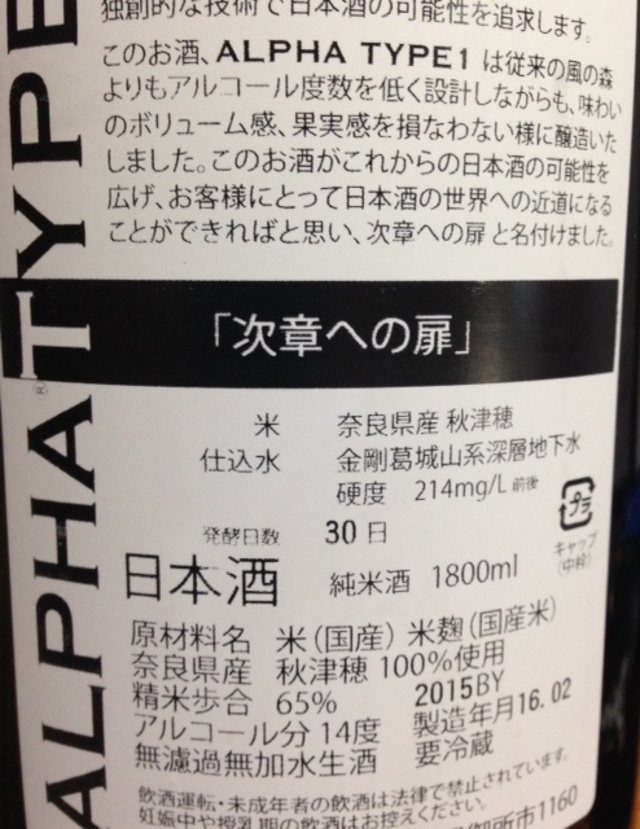 独創的な技術で日本酒の可能性を追求します。
このお酒、ALPHA TYPE1 は従来の風の森
よりもアルコール度数を低く設計しながらも、味わい
のボリューム感、果実感を損なわない様に醸造いた
しました。このお酒がこれからの日本酒の可能性を
広げ、お客様にとって日本酒の世界への近道になる
ことができればと思い、次章への扉 と名付けました。
ALPHA TYPE
®
「次章への扉」
米 奈良県産 秋津穂
仕込水 金剛葛城山系深層地下水
硬度 214mg/L 前後
発酵日数 30 日
プラ
キャップ
(中栓)
日本酒 純米酒 1800ml
原材料名 米(国産)米麹(国産米)
奈良県産 秋津穂 100%使用
精米歩合 65% 2015BY
アルコール分 14度 製造年月16.02
無濾過無加水生酒 要冷蔵
飲酒運転・未成年者の飲酒は法律で禁止されています。
妊娠中や授乳期の飲酒はお控えください。
御所市1160